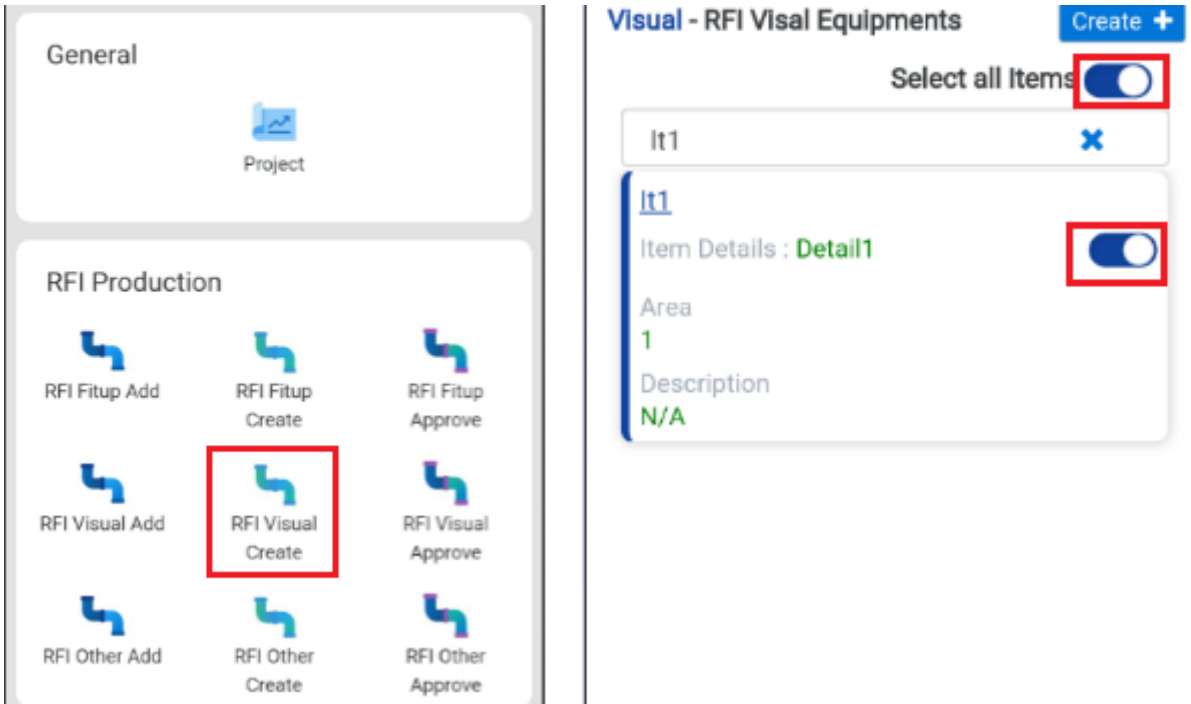 General
Project
RFI Production
RFI Fitup Add
RFI Fitup
Create
RFI Fitup
Approve
RFI Visual Add
RFI Visual
Create
RFI Visual
Approve
RFI Other Add
RFI Other
Create
RFI Other
Approve
Visual - RFI Visal Equipments
Create +
Select all Items
It1
It1
Item Details : Detail1
Area
1
Description
N/A